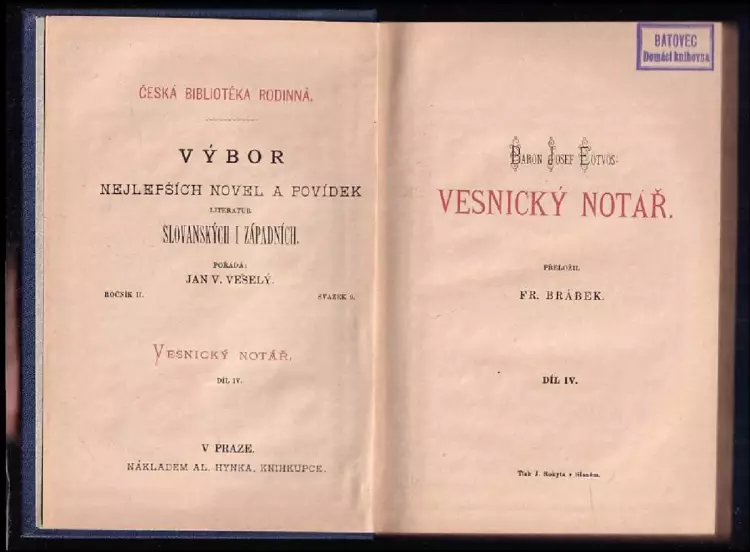 ČESKÁ BIBLIOTÉKA RODINNÁ.
VÝBOR
NEJLEPŠÍCH NOVEL A POVÍDEK
LITERATUR
SLOVANSKÝCH I ZÁPADNÍCH.
POŘÁDÁ:
JAN V. VESELÝ.
ROČNÍK II. SVAZEK 9.
VESNICKÝ NOTÁŘ.
DÍL IV.
V PRAZE.
NÁKLADEM AL. HYNKA, KNIHKUPCE.
BATOVEC
Domácí knihovna
BARON JOSEF EÖTVÖS:
VESNICKÝ NOTÁŘ.
PŘELOŽIL
FR. BRÁBEK.
DÍL IV.
Tisk J. Rokyta v